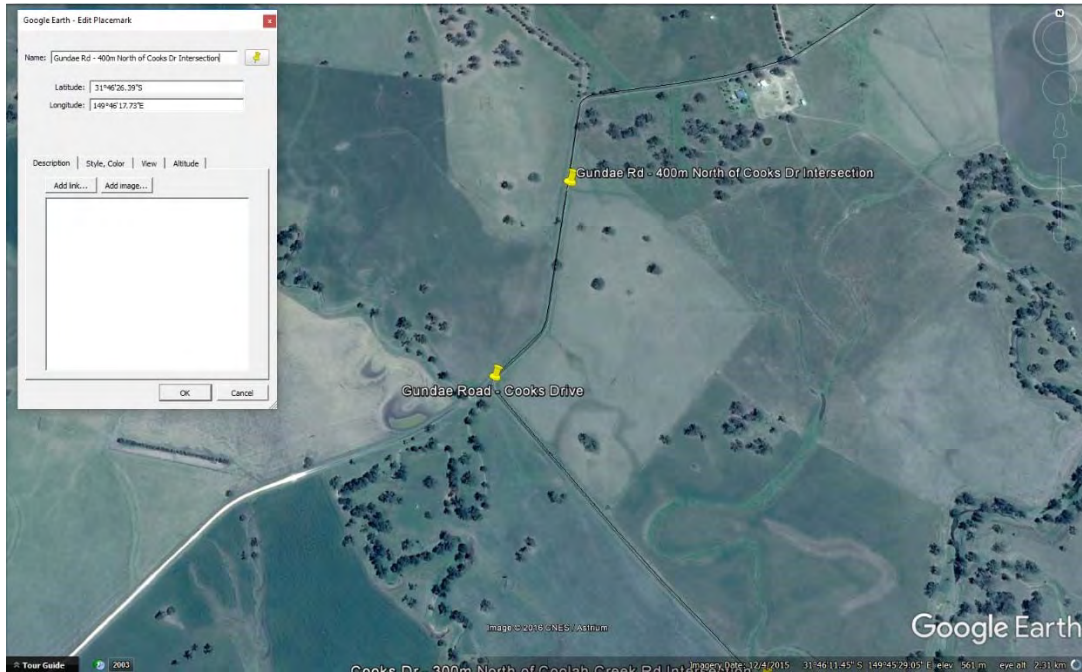 Google Earth - Edit Placemark
x
Name: Gundae Rd - 400m North of Cooks Dr Intersection
Latitude: 31°46'26.39"S
Longitude: 149°46'17.73"E
Description Style, Color View Altitude
Add link... Add image...
OK Cancel
N
Gundae Rd - 400m North of Cooks Dr Intersection
Gundae Road - Cooks Drive
Image © 2016 CNES / Astrium
Google Earth
Tour Guide 2003
Cooks Dr - 300m North of Coolah Creek Rd Intersection
Imagery Date: 12/4/2015 31°46'11.45" S 149°45'29.05" E elev 561 m eye alt 2.31 km